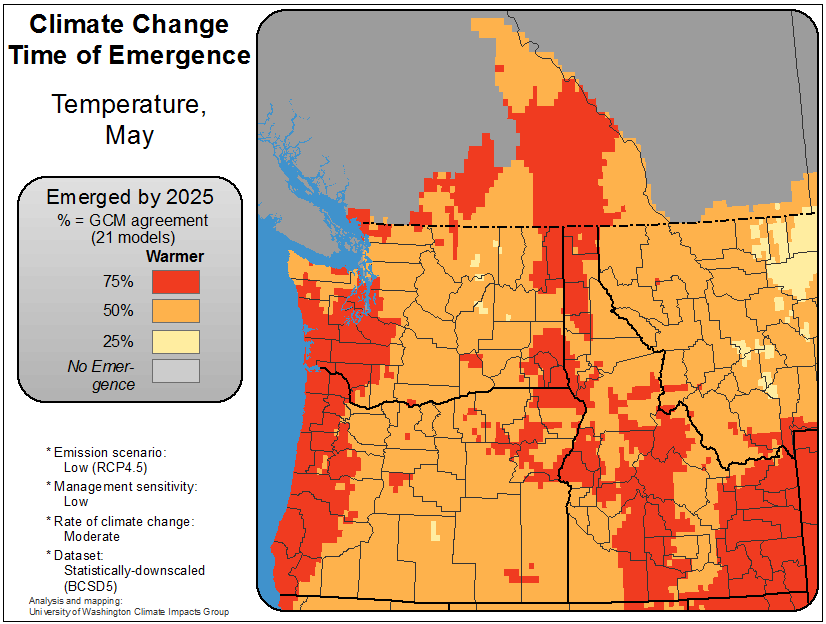 Climate Change
Time of Emergence
Temperature,
May
Emerged by 2025
% = GCM agreement
(21 models)
Warmer
75%
50%
25%
No Emer-
gence
* Emission scenario:
Low (RCP4.5)
* Management sensitivity:
Low
* Rate of climate change:
Moderate
* Dataset:
Statistically-downscaled
(BCSD5)
Analysis and mapping:
University of Washington Climate Impacts Group